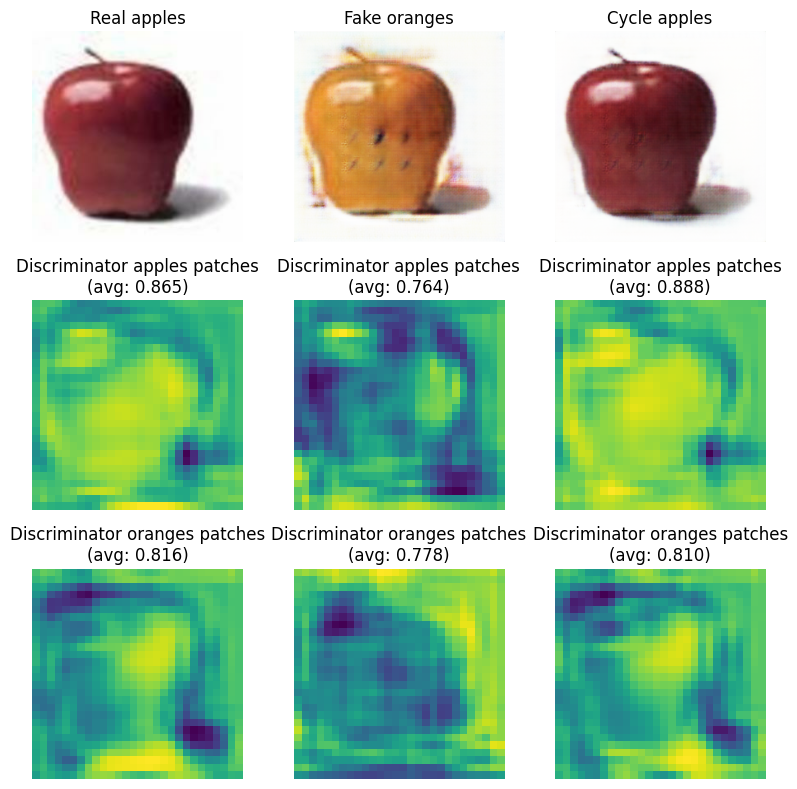 Real apples
Fake oranges
Cycle apples
Discriminator apples patches
(avg: 0.865)
Discriminator apples patches
(avg: 0.764)
Discriminator apples patches
(avg: 0.888)
Discriminator oranges patches
(avg: 0.816)
Discriminator oranges patches
(avg: 0.778)
Discriminator oranges patches
(avg: 0.810)